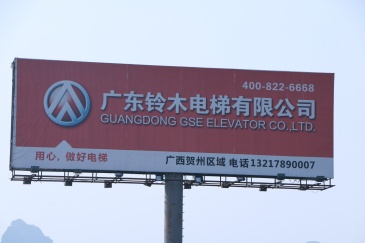 400-822-6668
广东铃木电梯有限公司
GUANGDONG GSE ELEVATOR CO.,LTD.
用心，做好电梯
广西贺州区域 电话13217890007